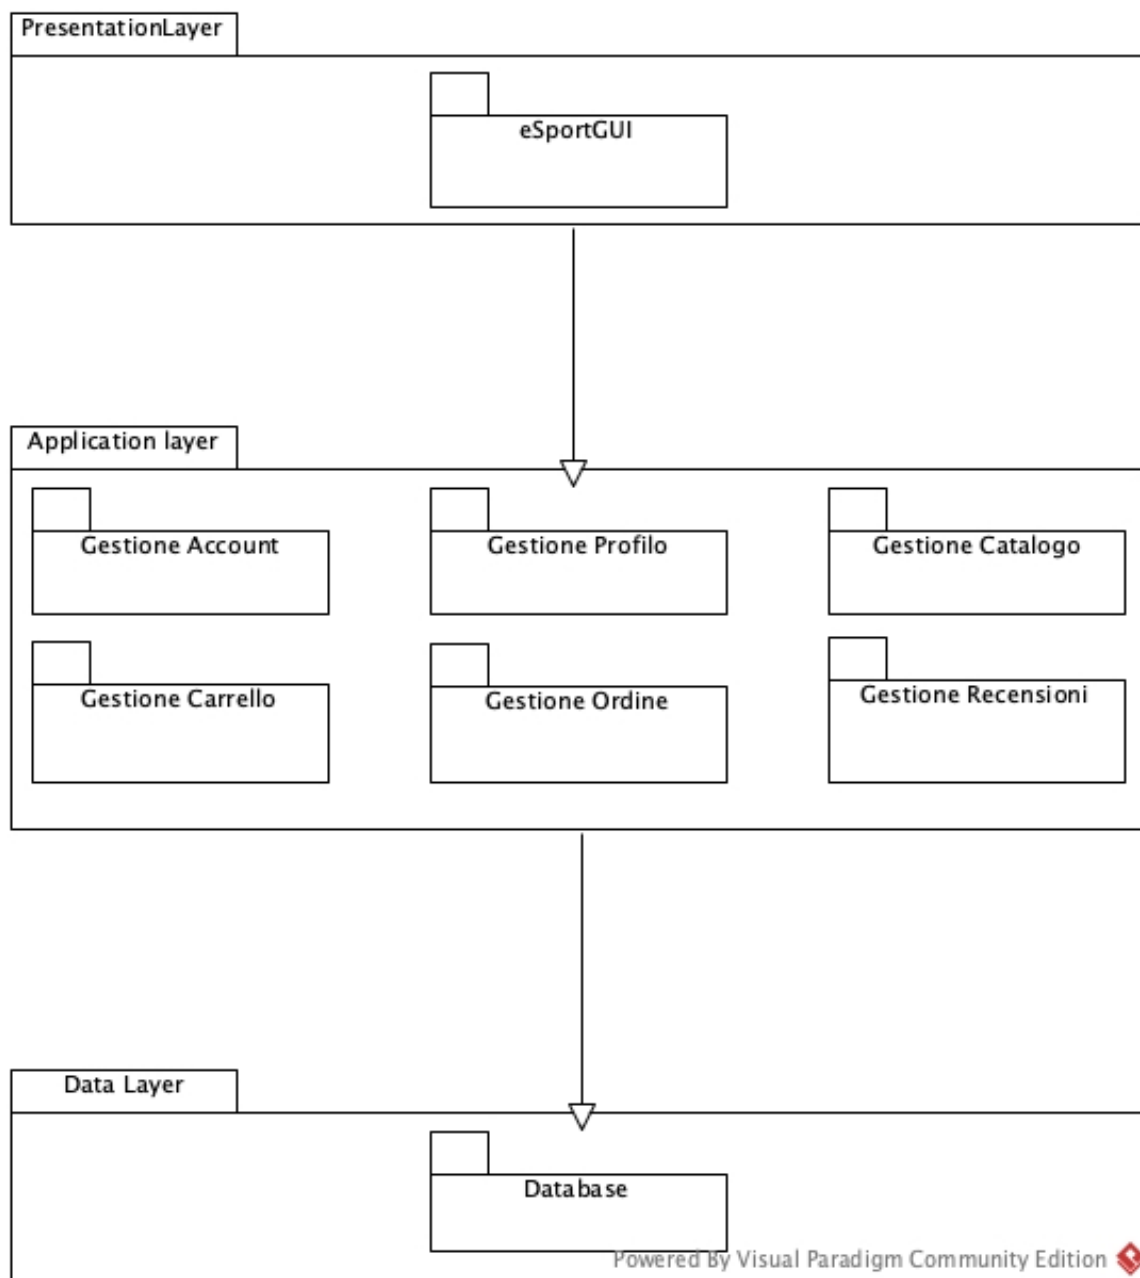 PresentationLayer
eSportGUI
Application layer
Gestione Account
Gestione Profilo
Gestione Catalogo
Gestione Carrello
Gestione Ordine
Gestione Recensioni
Data Layer
Database
Powered By Visual Paradigm Community Edition